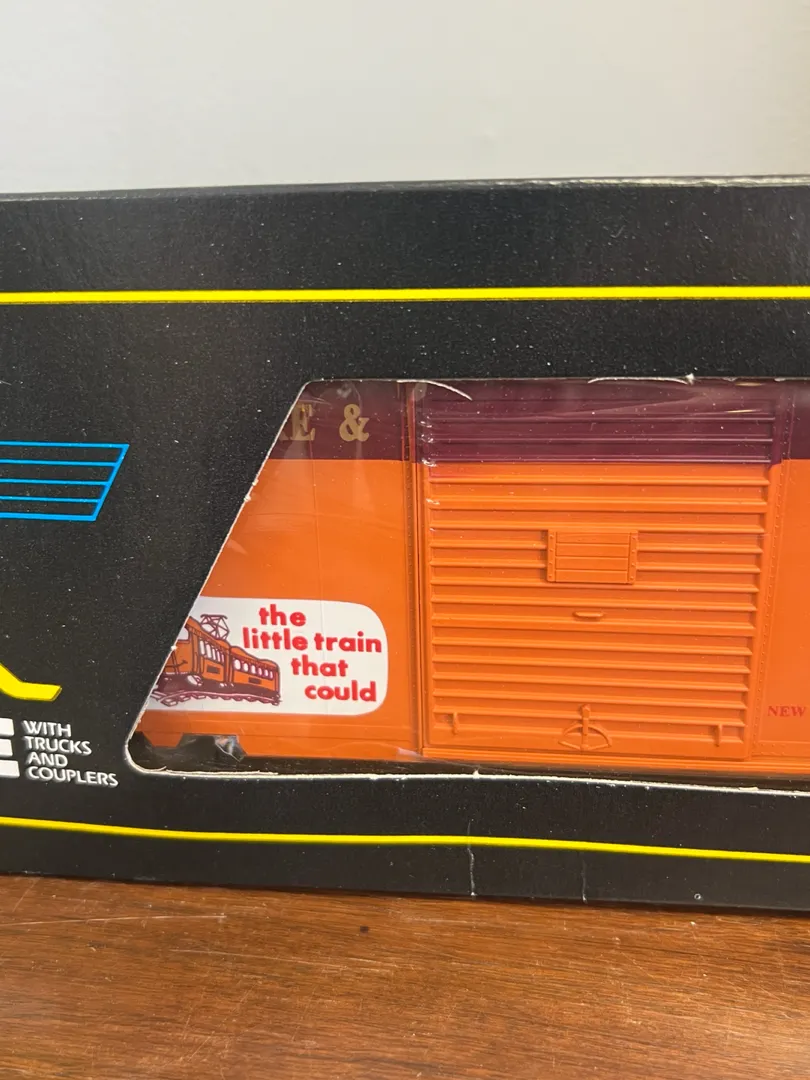 E &
the
little train
that
could
NEW
WITH
TRUCKS
AND
COUPLERS